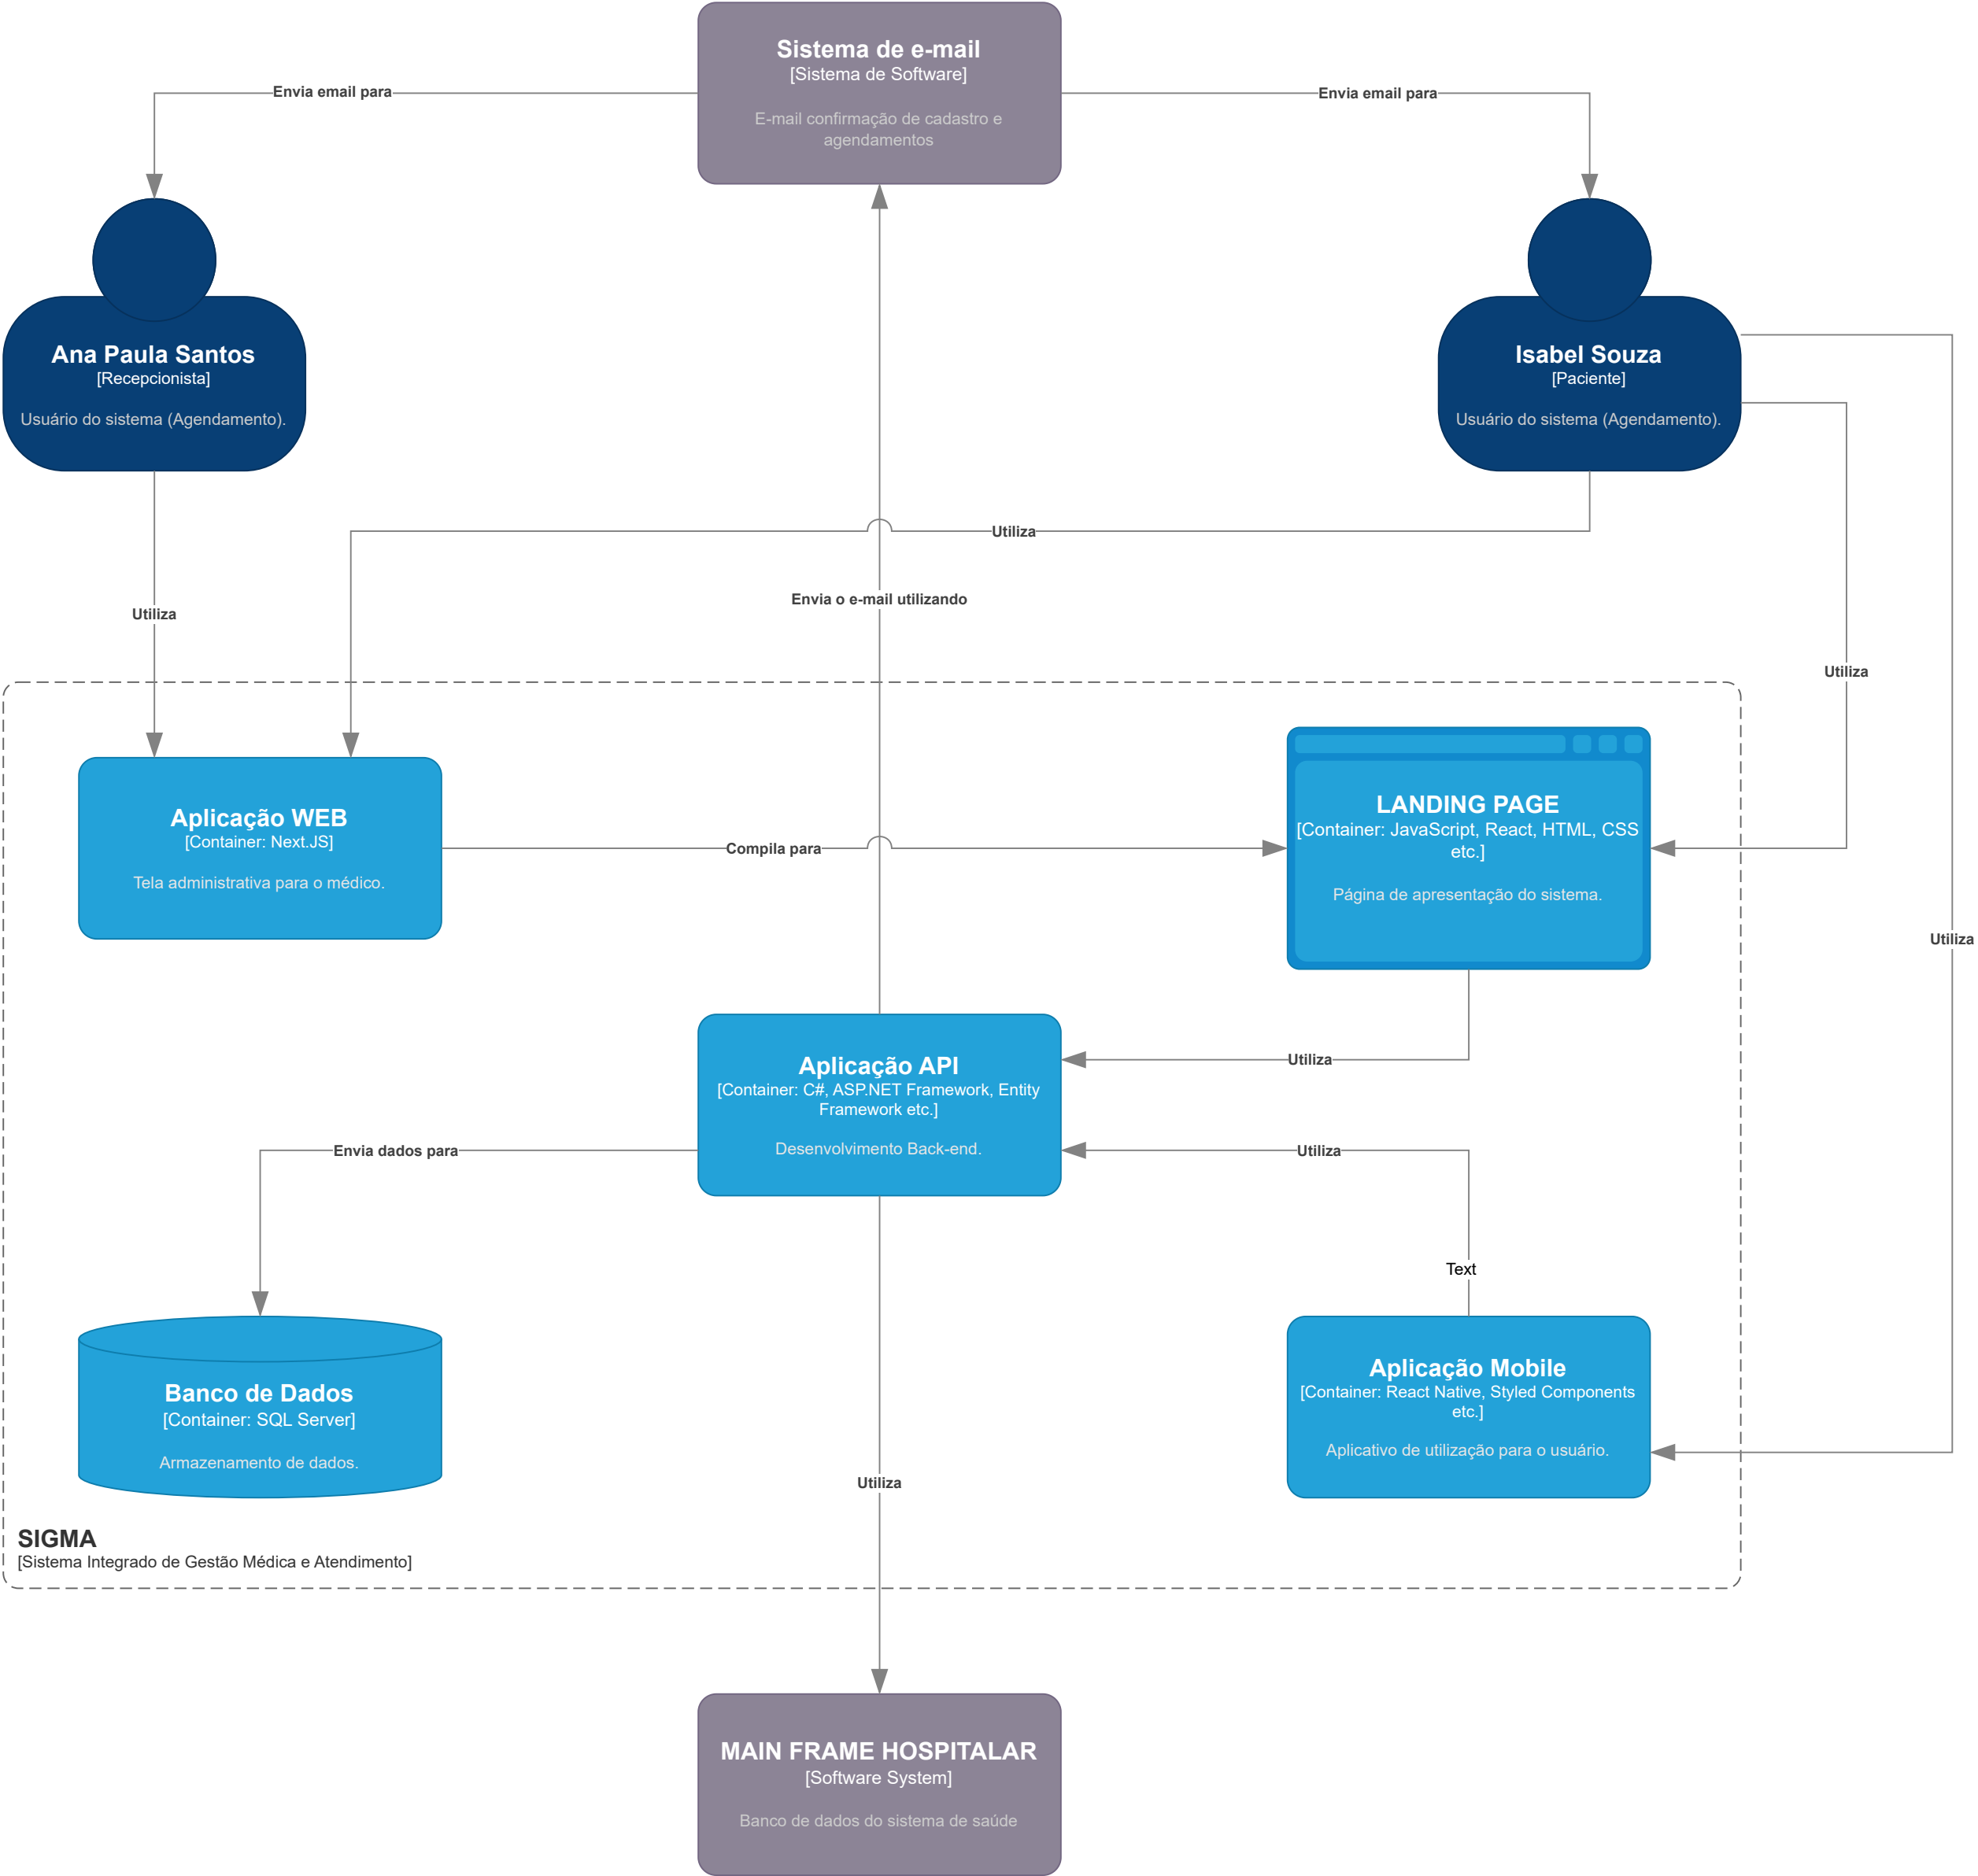 Sistema de e-mail
[Sistema de Software]
E-mail confirmação de cadastro e
agendamentos
Envia email para
Envia email para
Ana Paula Santos
[Recepcionista]
Usuário do sistema (Agendamento).
Isabel Souza
[Paciente]
Usuário do sistema (Agendamento).
Utiliza
Envia o e-mail utilizando
Utiliza
Utiliza
Aplicação WEB
[Container: Next.JS]
Tela administrativa para o médico.
Compila para
LANDING PAGE
[Container: JavaScript, React, HTML, CSS
etc.]
Página de apresentação do sistema.
Utiliza
Aplicação API
[Container: C#, ASP.NET Framework, Entity
Framework etc.]
Desenvolvimento Back-end.
Utiliza
Envia dados para
Utiliza
Text
Banco de Dados
[Container: SQL Server]
Armazenamento de dados.
Aplicação Mobile
[Container: React Native, Styled Components
etc.]
Aplicativo de utilização para o usuário.
Utiliza
SIGMA
[Sistema Integrado de Gestão Médica e Atendimento]
MAIN FRAME HOSPITALAR
[Software System]
Banco de dados do sistema de saúde